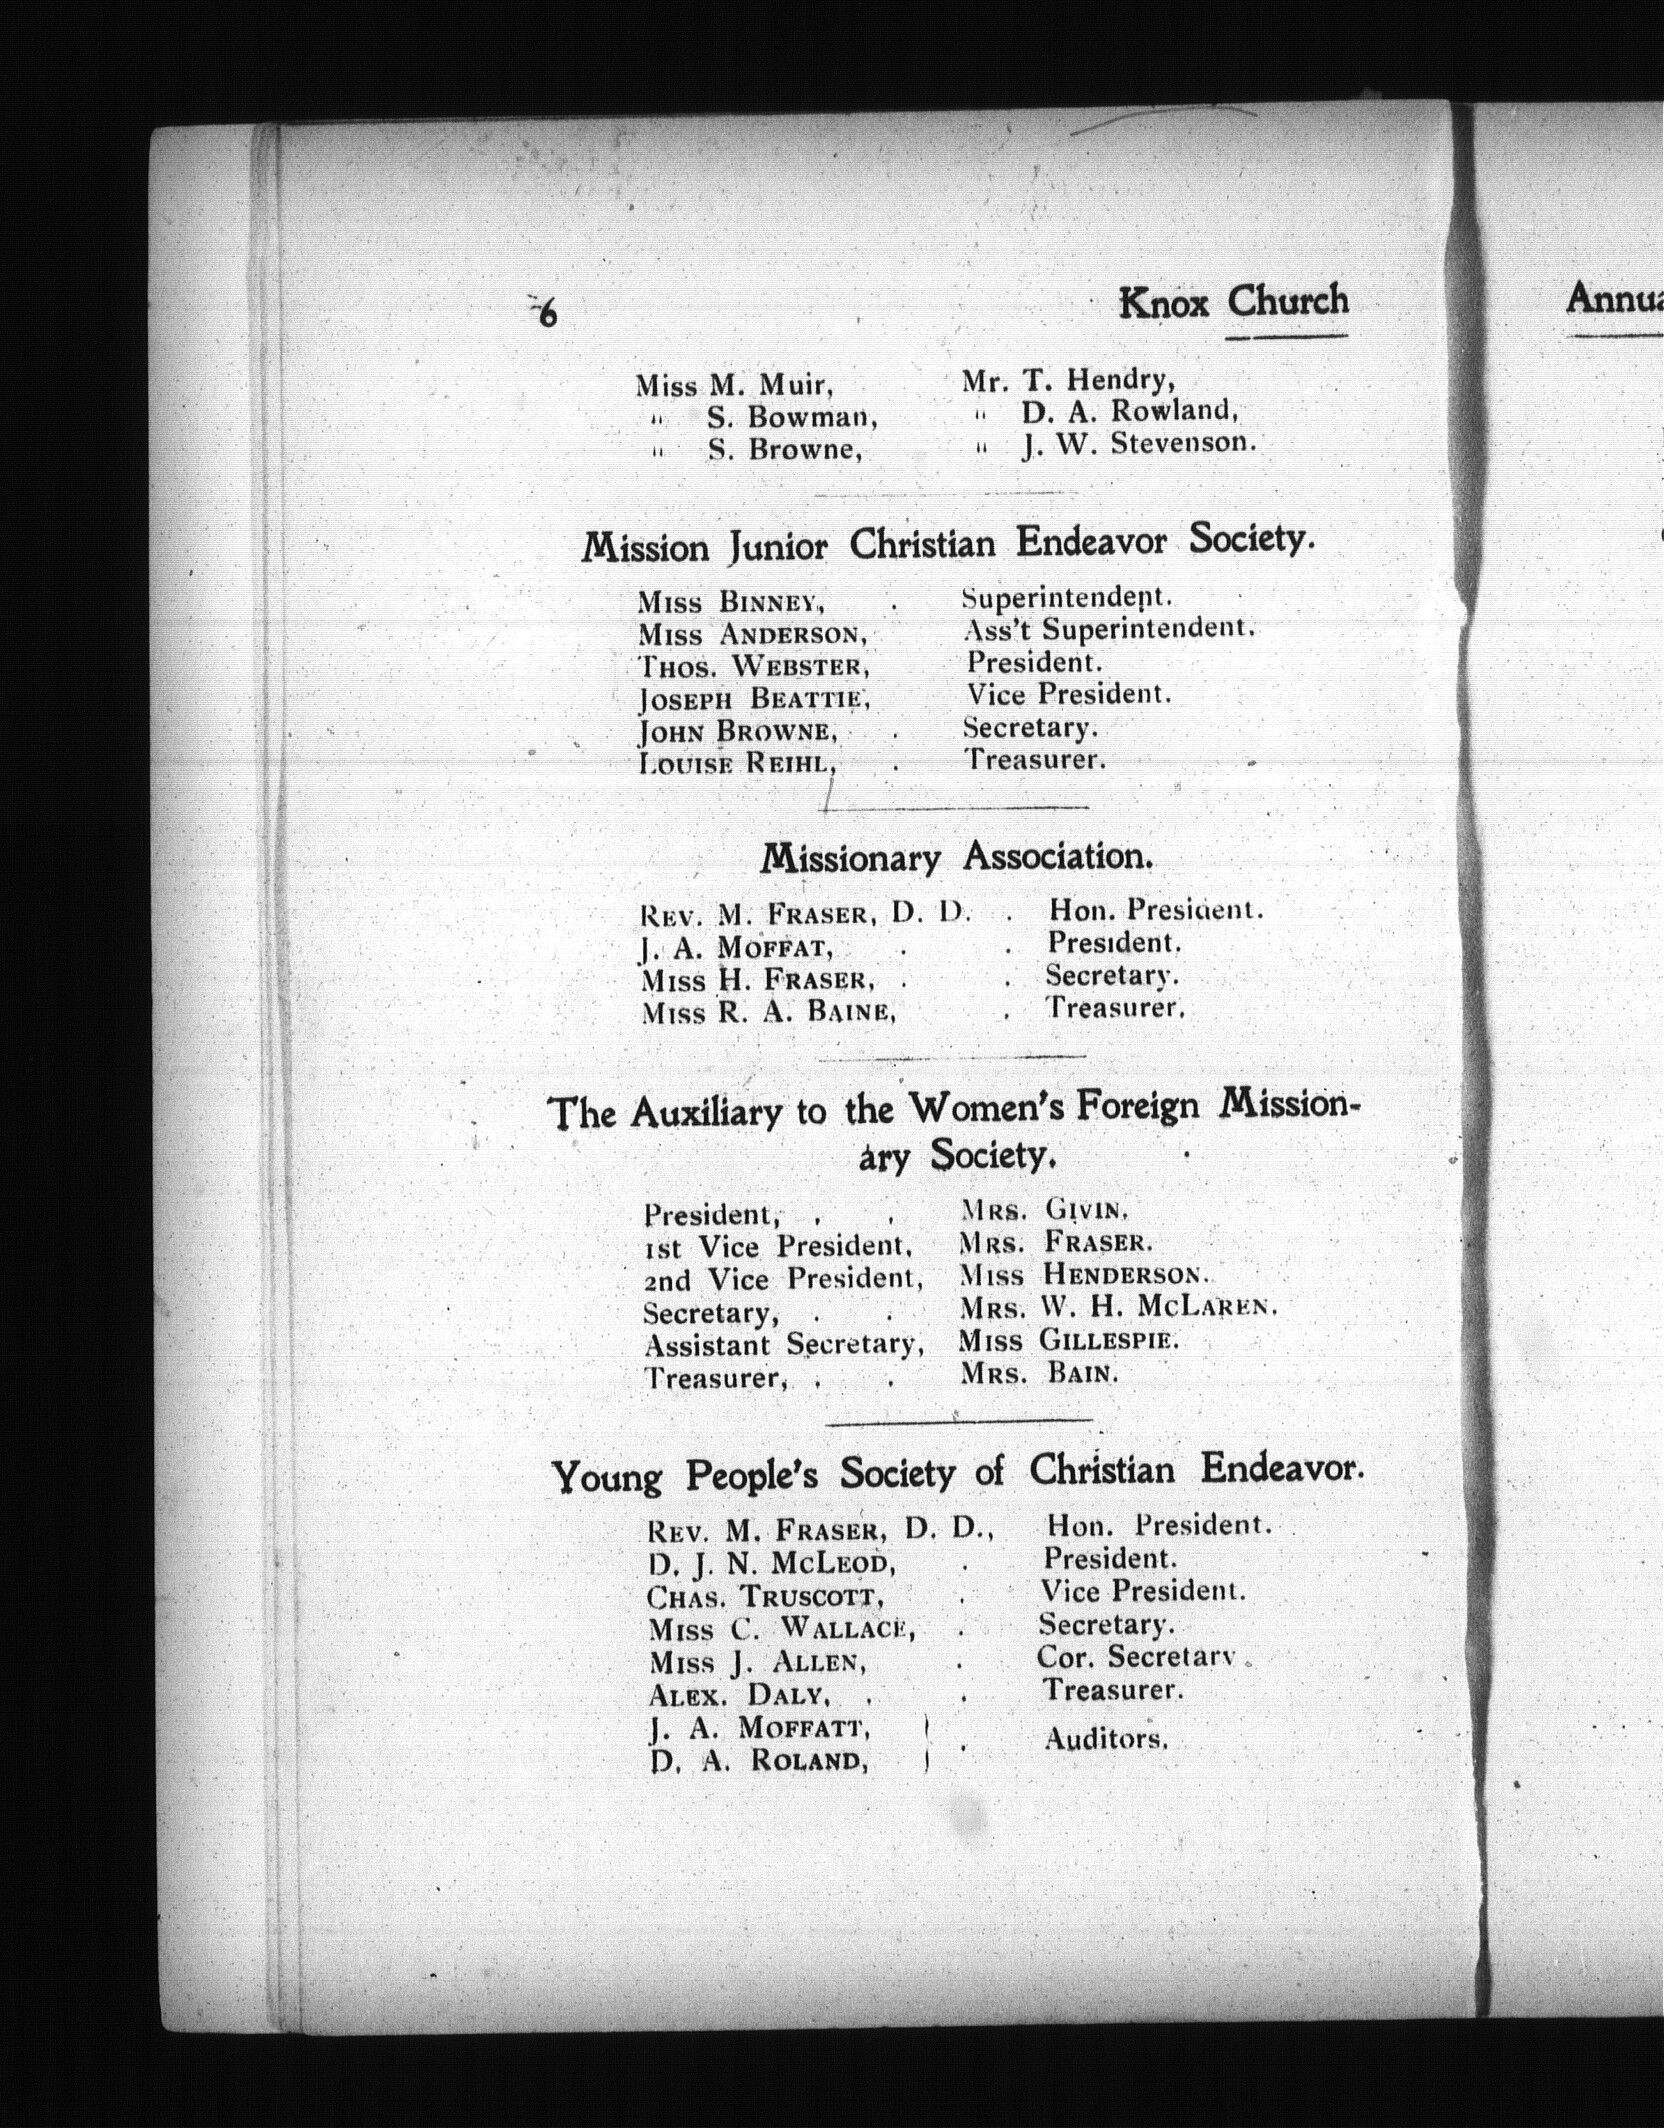 6 Knox Church
Miss M. Muir, Mr. T. Hendry,
" S. Bowman, " D. A. Rowland,
" S. Browne, " J. W. Stevenson.
Mission Junior Christian Endeavor Society.
MISS BINNEY, . Superintendent.
MISS ANDERSON, Ass't Superintendent.
THOS. WEBSTER, President.
JOSEPH BEATTIE, Vice President.
JOHN BROWNE, . Secretary.
LOUISE REIHL, . Treasurer.
Missionary Association.
REV. M. FRASER, D. D. . Hon. President.
J. A. MOFFAT, . . President.
MISS H. FRASER, . . Secretary.
MISS R. A. BAINE, . Treasurer.
The Auxiliary to the Women's Foreign Mission-
ary Society.
President, . . MRS. GIVIN.
1st Vice President, MRS. FRASER.
2nd Vice President, MISS HENDERSON.
Secretary, . . MRS. W. H. MCLAREN.
Assistant Secretary, MISS GILLESPIE.
Treasurer, . . MRS. BAIN.
Young People's Society of Christian Endeavor.
REV. M. FRASER, D. D., Hon. President.
D. J. N. MCLEOD, . President.
CHAS. TRUSCOTT, . Vice President.
MISS C. WALLACE, . Secretary.
MISS J. ALLEN, . Cor. Secretary.
ALEX. DALY, . . Treasurer.
J. A. MOFFATT,
D. A. ROLAND, } . Auditors.